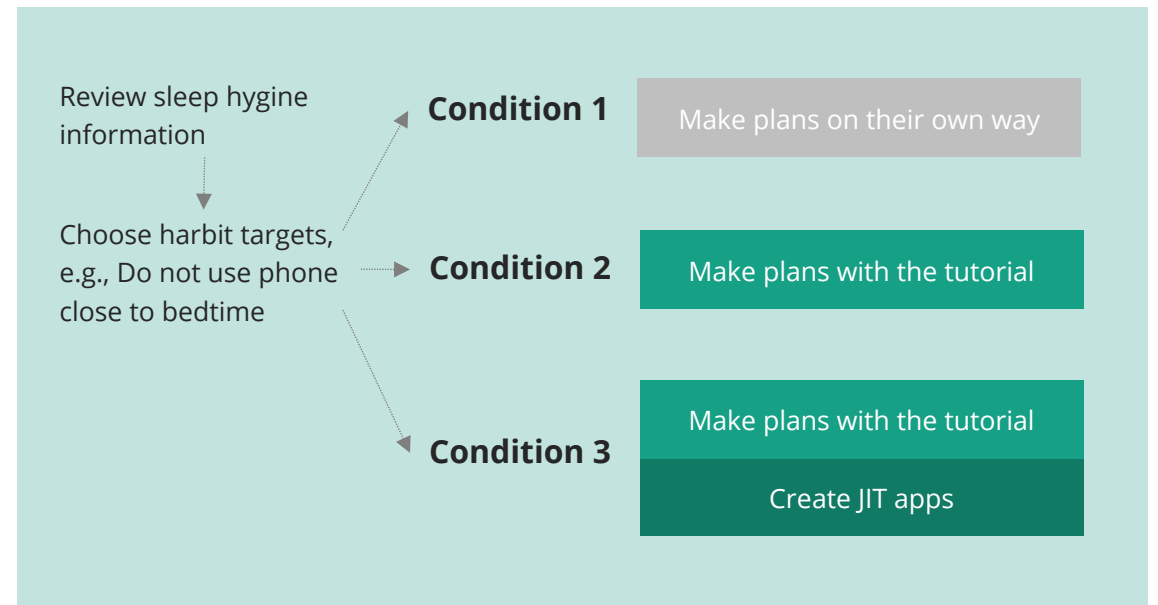 Review sleep hygine
information
Choose harbit targets,
e.g., Do not use phone
close to bedtime
Condition 1
Make plans on their own way
Condition 2
Make plans with the tutorial
Condition 3
Make plans with the tutorial
Create JIT apps